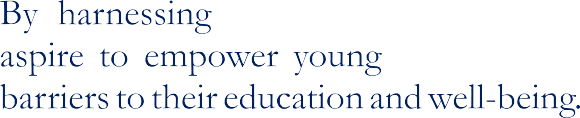 By harnessing
aspire to empower young
barriers to their education and well-being.